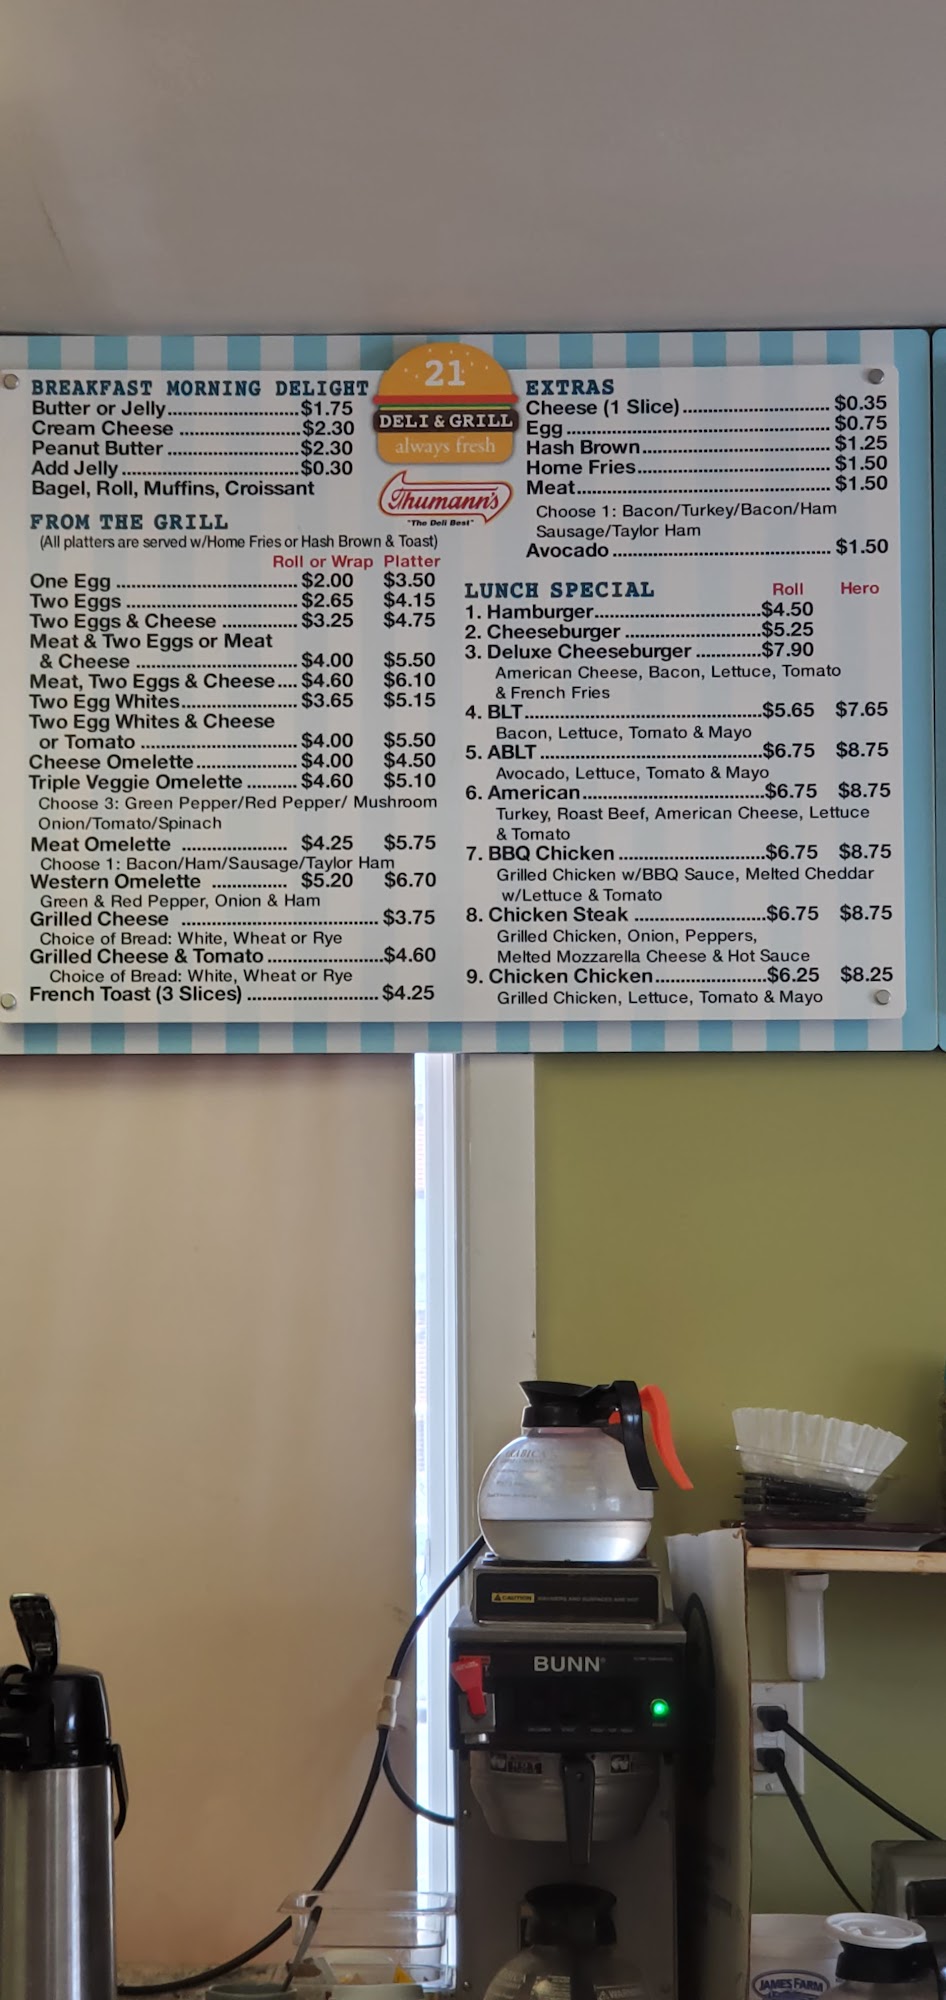 21
DELI & GRILL
always fresh
Thumann's
"The Deli Best"
BREAKFAST MORNING DELIGHT
Butter or Jelly..................$1.75
Cream Cheese ..................$2.30
Peanut Butter ..................$2.30
Add Jelly..................$0.30
Bagel, Roll, Muffins, Croissant
FROM THE GRILL
(All platters are served w/Home Fries or Hash Brown & Toast)
Roll or Wrap Platter
One Egg ..................$2.00 $3.50
Two Eggs ..................$2.65 $4.15
Two Eggs & Cheese ..................$3.25 $4.75
Meat & Two Eggs or Meat
& Cheese ..................$4.00 $5.50
Meat, Two Eggs & Cheese....$4.60 $6.10
Two Egg Whites..................$3.65 $5.15
Two Egg Whites & Cheese
or Tomato ..................$4.00 $5.50
Cheese Omelette..................$4.00 $4.50
Triple Veggie Omelette.........$4.60 $5.10
Choose 3: Green Pepper/Red Pepper/ Mushroom
Onion/Tomato/Spinach
Meat Omelette .................. $4.25 $5.75
Choose 1: Bacon/Ham/Sausage/Taylor Ham
Western Omelette ............. $5.20 $6.70
Green & Red Pepper, Onion & Ham
Grilled Cheese .................. $3.75
Choice of Bread: White, Wheat or Rye
Grilled Cheese & Tomato ..................$4.60
Choice of Bread: White, Wheat or Rye
French Toast (3 Slices) .................. $4.25
EXTRAS
Cheese (1 Slice).................. $0.35
Egg.................. $0.75
Hash Brown.................. $1.25
Home Fries.................. $1.50
Meat.................. $1.50
Choose 1: Bacon/Turkey/Bacon/Ham
Sausage/Taylor Ham
Avocado .................. $1.50
LUNCH SPECIAL Roll Hero
1. Hamburger..................$4.50
2. Cheeseburger ..................$5.25
3. Deluxe Cheeseburger ............$7.90
American Cheese, Bacon, Lettuce, Tomato
& French Fries
4. BLT..................$5.65 $7.65
Bacon, Lettuce, Tomato & Mayo
5. ABLT ..................$6.75 $8.75
Avocado, Lettuce, Tomato & Mayo
6. American..................$6.75 $8.75
Turkey, Roast Beef, American Cheese, Lettuce
& Tomato
7. BBQ Chicken ..................$6.75 $8.75
Grilled Chicken w/BBQ Sauce, Melted Cheddar
w/Lettuce & Tomato
8. Chicken Steak ..................$6.75 $8.75
Grilled Chicken, Onion, Peppers,
Melted Mozzarella Cheese & Hot Sauce
9. Chicken Chicken..................$6.25 $8.25
Grilled Chicken, Lettuce, Tomato & Mayo
CAUTION
BUNN
JAMES FARM